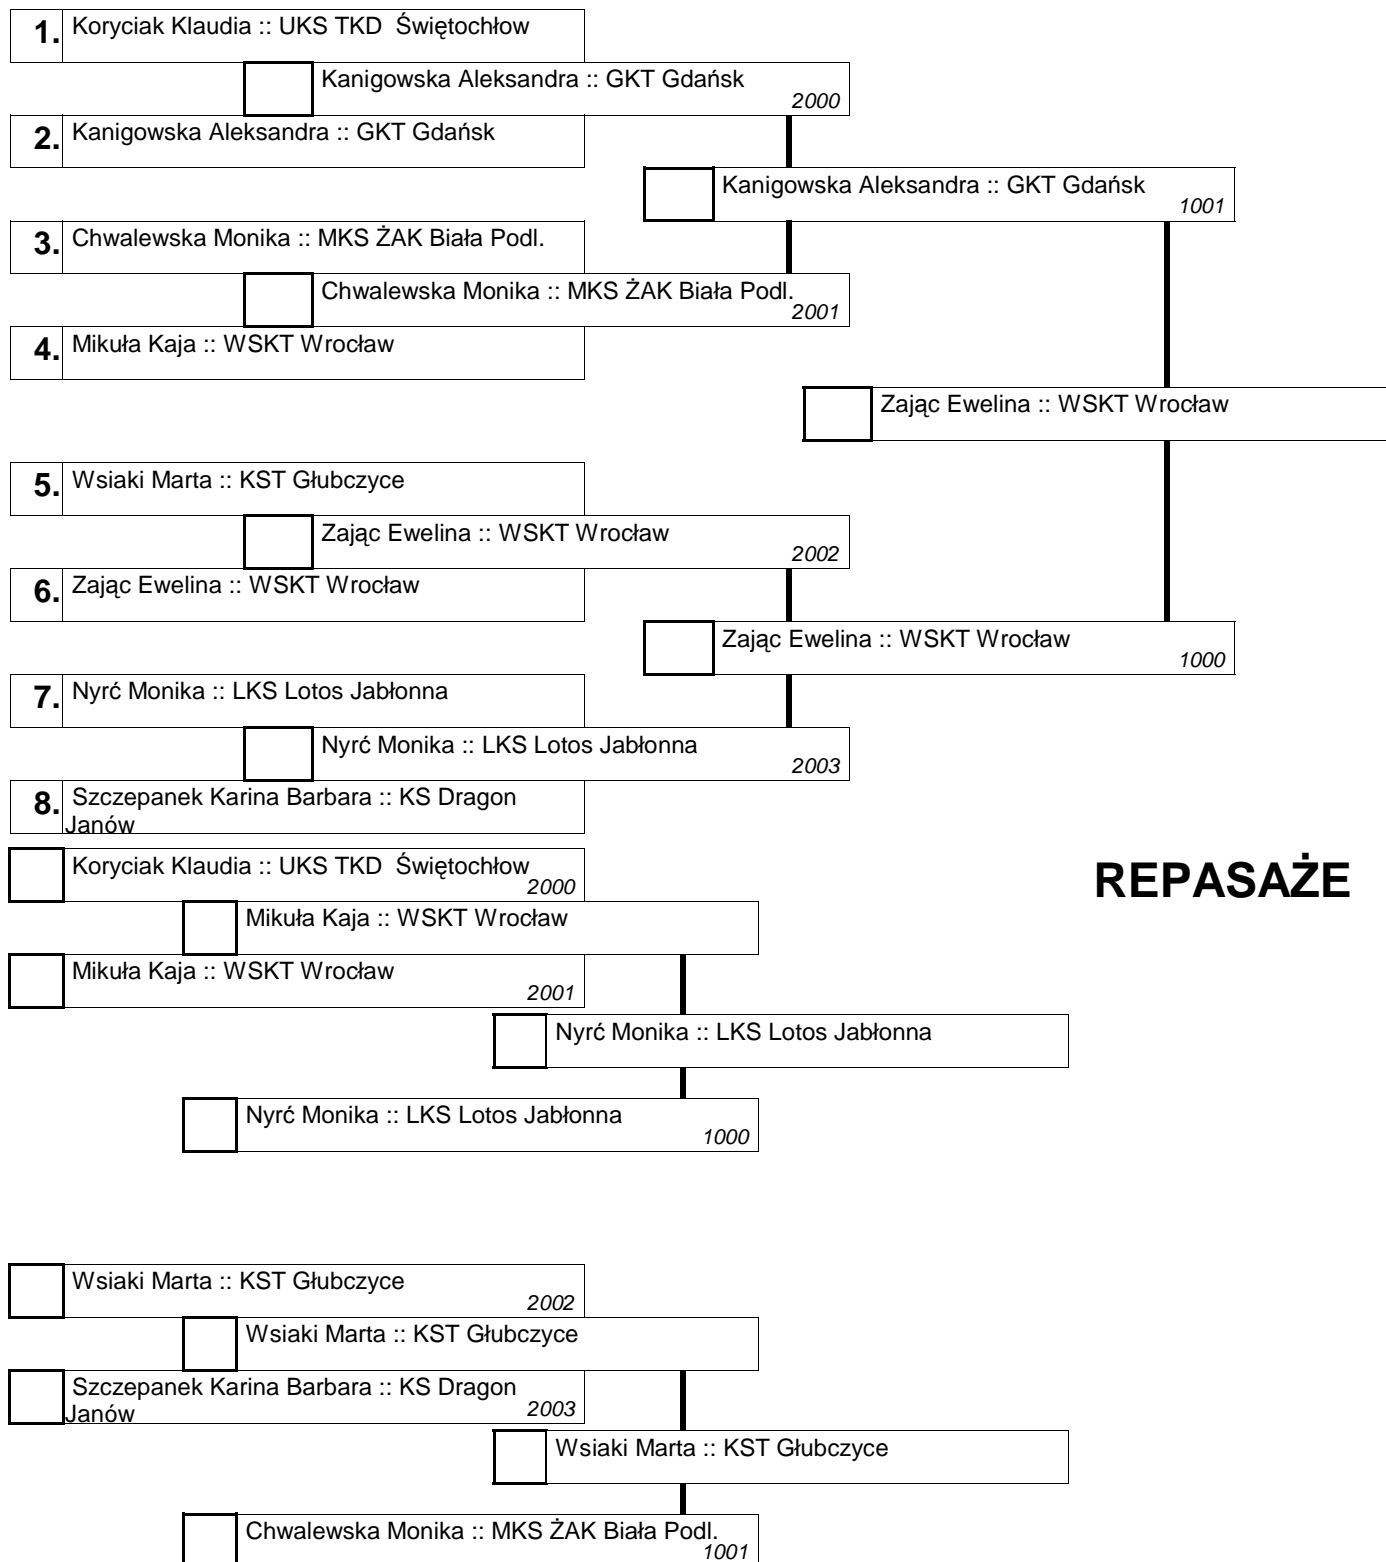 1. Koryciak Klaudia :: UKS TKD  Świętochłow
Kanigowska Aleksandra :: GKT Gdańsk
2000
2. Kanigowska Aleksandra :: GKT Gdańsk
Kanigowska Aleksandra :: GKT Gdańsk
1001
3. Chwalewska Monika :: MKS ŻAK Biała Podl.
Chwalewska Monika :: MKS ŻAK Biała Podl.
2001
4. Mikuła Kaja :: WSKT Wrocław
Zając Ewelina :: WSKT Wrocław
5. Wsiaki Marta :: KST Głubczyce
Zając Ewelina :: WSKT Wrocław
2002
6. Zając Ewelina :: WSKT Wrocław
Zając Ewelina :: WSKT Wrocław
1000
7. Nyrć Monika :: LKS Lotos Jabłonna
Nyrć Monika :: LKS Lotos Jabłonna
2003
8. Szczepanek Karina Barbara :: KS Dragon
Janów
Koryciak Klaudia :: UKS TKD  Świętochłow
2000
REPASAŻE
Mikuła Kaja :: WSKT Wrocław
Mikuła Kaja :: WSKT Wrocław
2001
Nyrć Monika :: LKS Lotos Jabłonna
Nyrć Monika :: LKS Lotos Jabłonna
1000
Wsiaki Marta :: KST Głubczyce
2002
Wsiaki Marta :: KST Głubczyce
Szczepanek Karina Barbara :: KS Dragon
Janów 2003
Wsiaki Marta :: KST Głubczyce
Chwalewska Monika :: MKS ŻAK Biała Podl.
1001